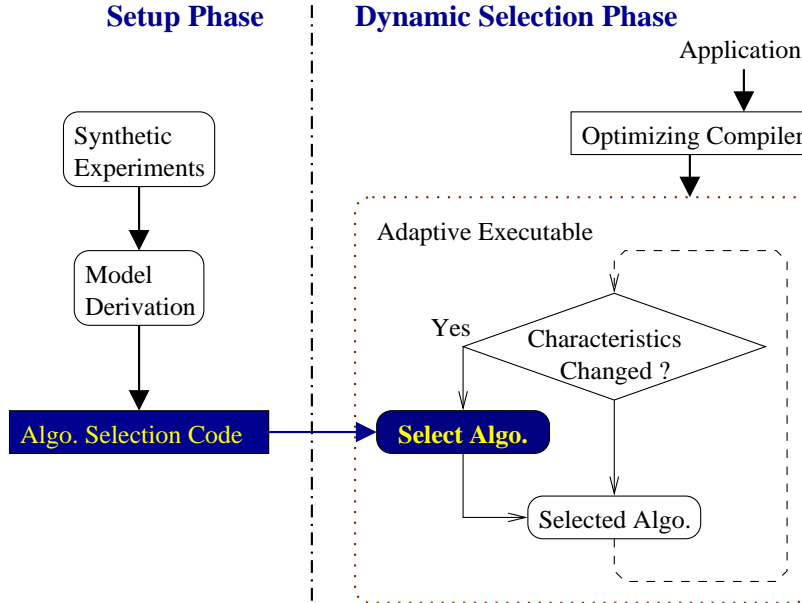 Setup Phase
Dynamic Selection Phase
Application
Synthetic
Experiments
Optimizing Compiler
Adaptive Executable
Model
Derivation
Yes
Characteristics
Changed ?
Algo. Selection Code
Select Algo.
Selected Algo.